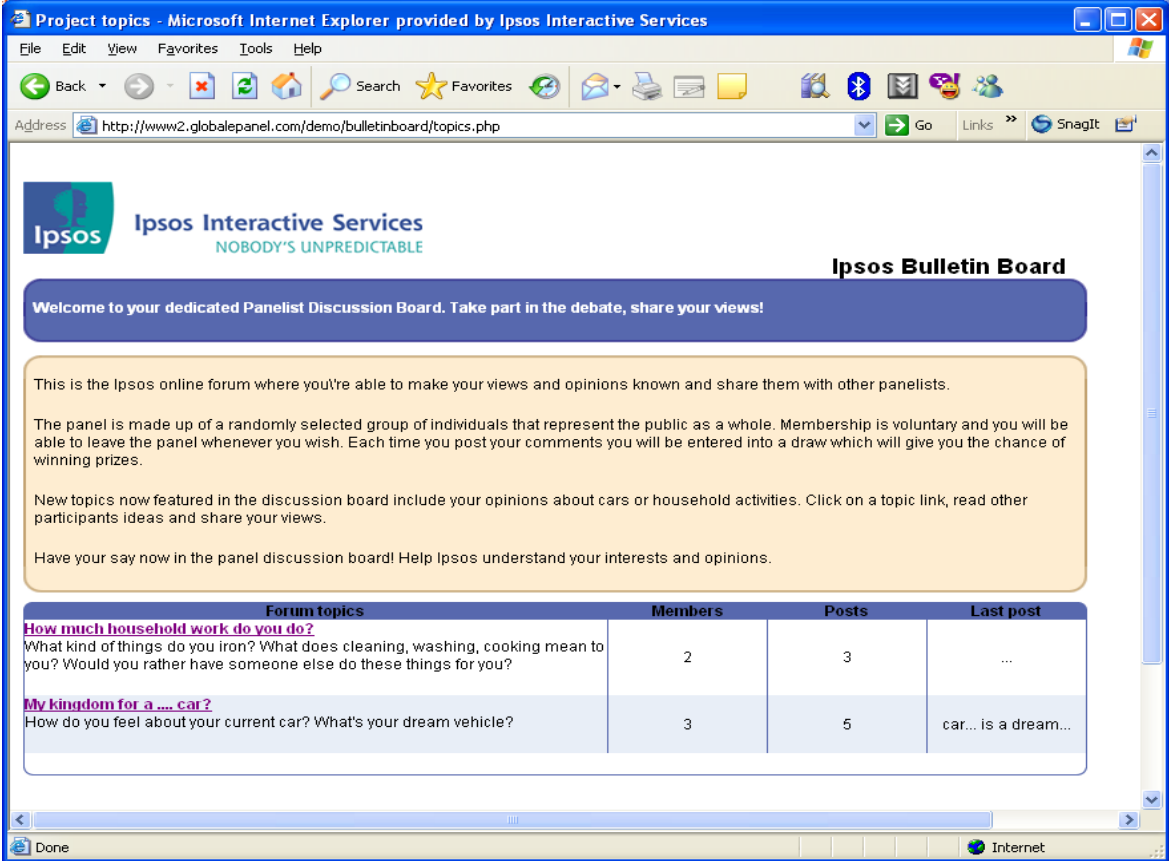 Project topics - Microsoft Internet Explorer provided by Ipsos Interactive Services
File Edit View Favorites Tools Help
Back Search Favorites
Address http://www2.globalepanel.com/demo/bulletinboard/topics.php Go Links » SnagIt
Ipsos
Ipsos Interactive Services
NOBODY'S UNPREDICTABLE
Ipsos Bulletin Board
Welcome to your dedicated Panelist Discussion Board. Take part in the debate, share your views!
This is the Ipsos online forum where you\'re able to make your views and opinions known and share them with other panelists.
The panel is made up of a randomly selected group of individuals that represent the public as a whole. Membership is voluntary and you will be
able to leave the panel whenever you wish. Each time you post your comments you will be entered into a draw which will give you the chance of
winning prizes.
New topics now featured in the discussion board include your opinions about cars or household activities. Click on a topic link, read other
participants ideas and share your views.
Have your say now in the panel discussion board! Help Ipsos understand your interests and opinions.
Forum topics Members Posts Last post
How much household work do you do?
What kind of things do you iron? What does cleaning, washing, cooking mean to
you? Would you rather have someone else do these things for you?
2 3 ...
My kingdom for a .... car?
How do you feel about your current car? What's your dream vehicle?
3 5 car... is a dream...
Done Internet